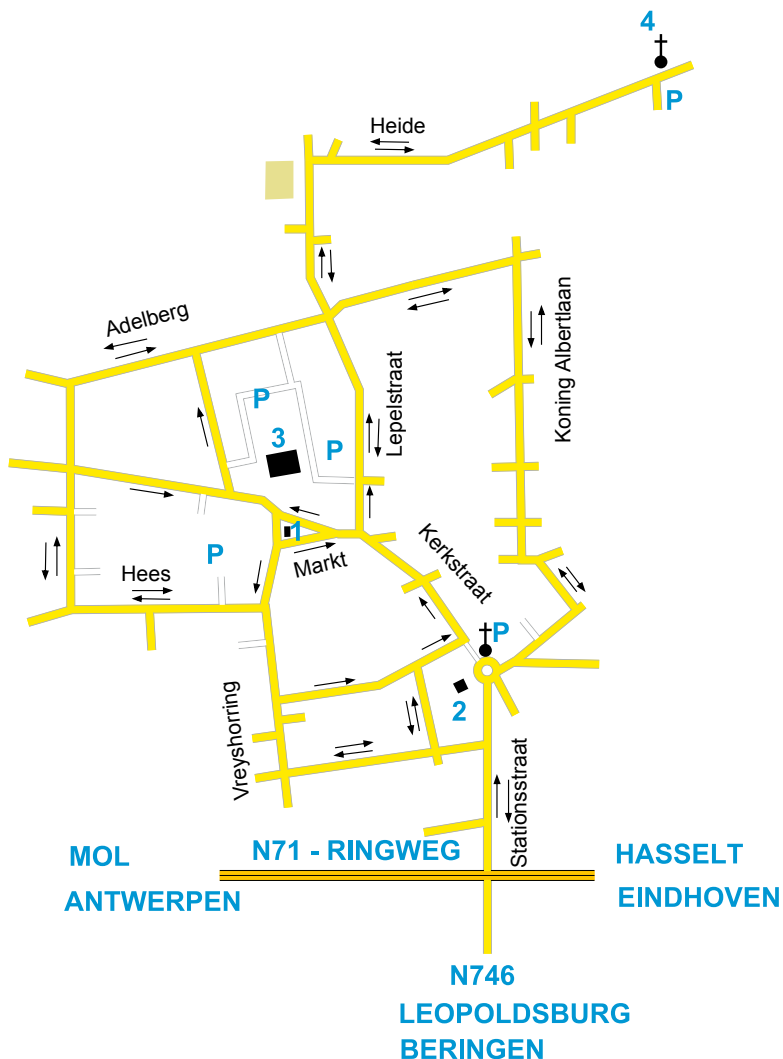 4
P
Heide
Adelberg
Koning Albertlaan
Lepelstraat
P
3
P
1
Markt
Kerkstraat
P
Hees
P
2
Vreyshorring
Stationsstraat
MOL
N71 - RINGWEG
HASSELT
ANTWERPEN
EINDHOVEN
N746
LEOPOLDSBURG
BERINGEN